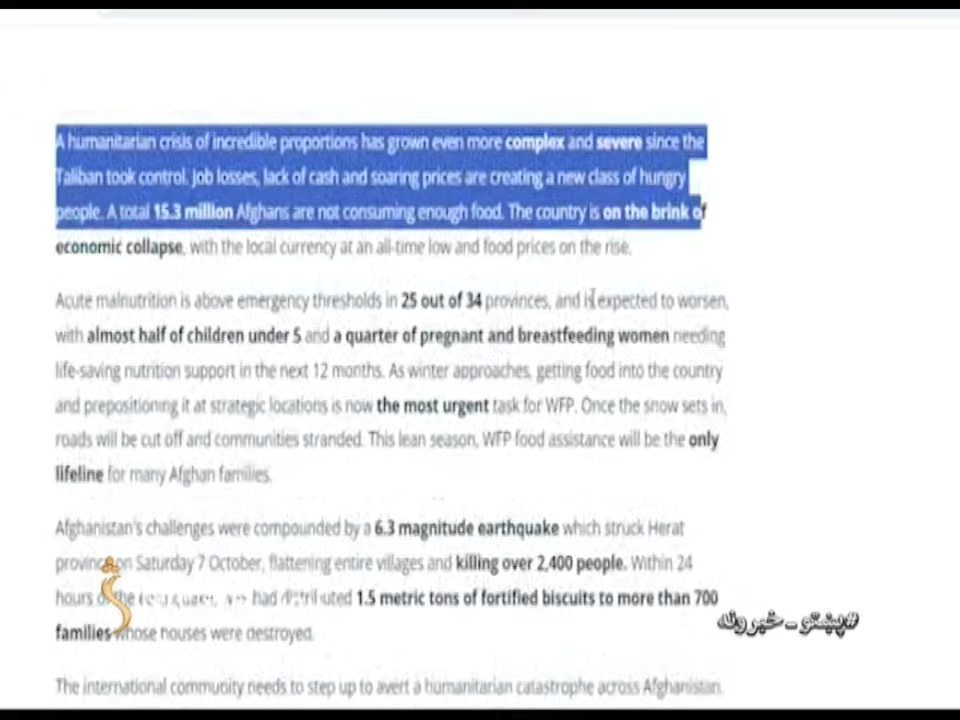 A humanitarian crisis of incredible proportions has grown even more complex and severe since the
Taliban took control. Job losses, lack of cash and soaring prices are creating a new class of hungry
people. A total 15.3 million Afghans are not consuming enough food. The country is on the brink of
economic collapse, with the local currency at an all-time low and food prices on the rise.
Acute malnutrition is above emergency thresholds in 25 out of 34 provinces, and is expected to worsen,
with almost half of children under 5 and a quarter of pregnant and breastfeeding women needing
life-saving nutrition support in the next 12 months. As winter approaches, getting food into the country
and prepositioning it at strategic locations is now the most urgent task for WFP. Once the snow sets in,
roads will be cut off and communities stranded. This lean season, WFP food assistance will be the only
lifeline for many Afghan families.
Afghanistan's challenges were compounded by a 6.3 magnitude earthquake which struck Herat
province on Saturday 7 October, flattening entire villages and killing over 2,400 people. Within 24
hours of the had distributed 1.5 metric tons of fortified biscuits to more than 700
families whose houses were destroyed.
#پښتو_خبرونه
The international community needs to step up to avert a humanitarian catastrophe across Afghanistan.